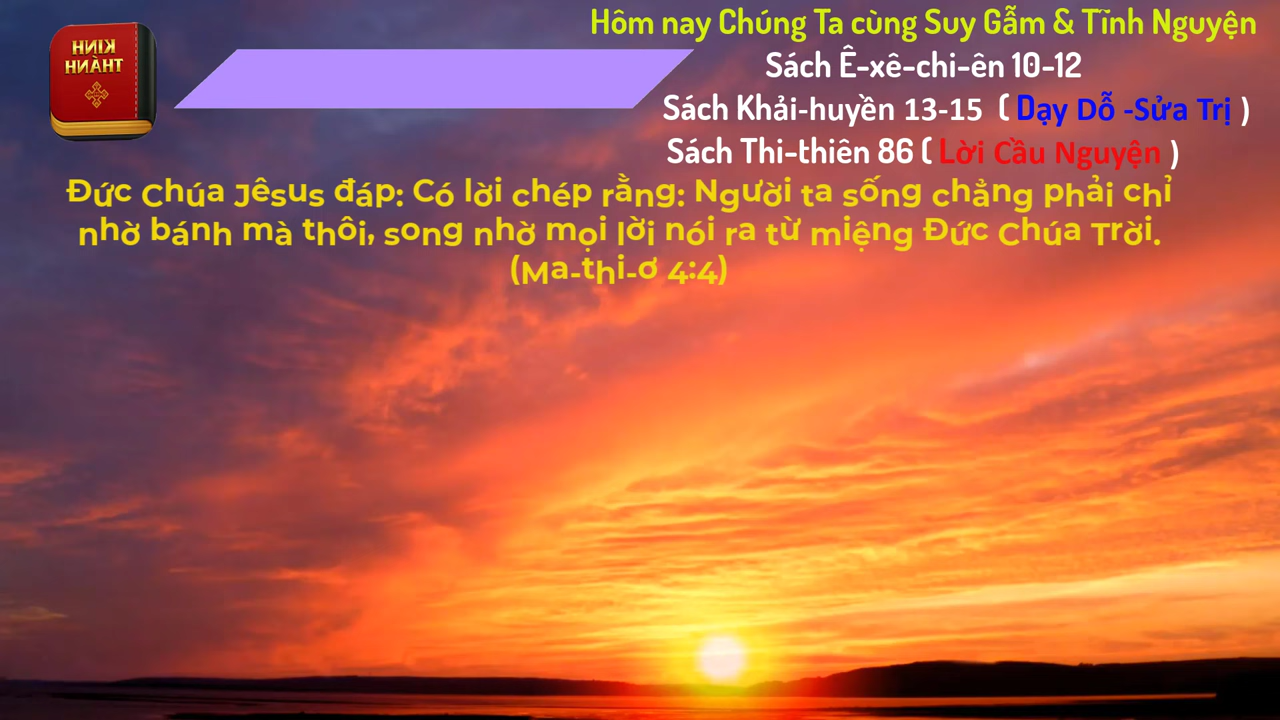 Hôm nay Chúng Ta cùng Suy Gẫm & Tĩnh Nguyện
KINH
THÀNH
Sách Ê-xê-chi-ên 10-12
Sách Khải-huyền 13-15 ( Dạy Dỗ -Sửa Trị )
Sách Thi-thiên 86 ( Lời Cầu Nguyện )
Đức Chúa Jêsus đáp: Có lời chép rằng: Người ta sống chẳng phải chỉ
nhờ bánh mà thôi, song nhờ mọi lời nói ra từ miệng Đức Chúa Trời.
(Ma-thi-ơ 4:4)